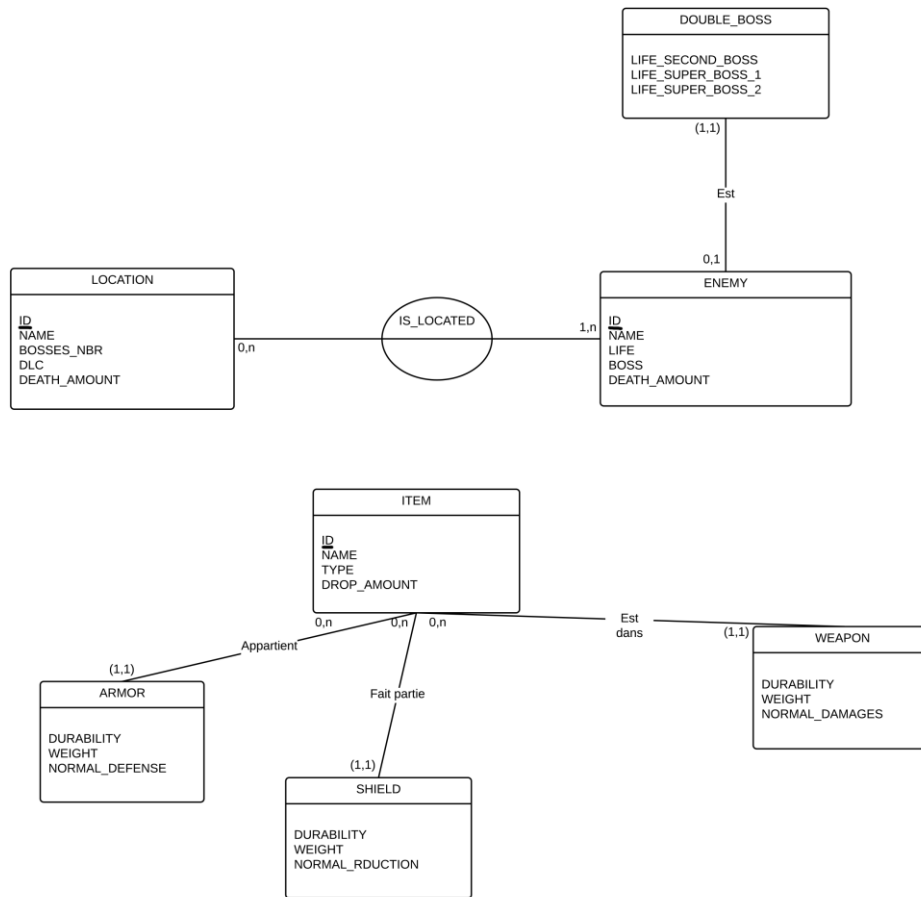 DOUBLE_BOSS
LIFE_SECOND_BOSS
LIFE_SUPER_BOSS_1
LIFE_SUPER_BOSS_2
(1,1)
Est
0,1
LOCATION
ID
NAME
BOSSES_NBR
DLC
DEATH_AMOUNT
0,n
IS_LOCATED
1,n
ENEMY
ID
NAME
LIFE
BOSS
DEATH_AMOUNT
ITEM
ID
NAME
TYPE
DROP_AMOUNT
0,n
0,n
0,n
Appartient
(1,1)
ARMOR
DURABILITY
WEIGHT
NORMAL_DEFENSE
Fait partie
(1,1)
SHIELD
DURABILITY
WEIGHT
NORMAL_RDUCTION
Est
dans
(1,1)
WEAPON
DURABILITY
WEIGHT
NORMAL_DAMAGES